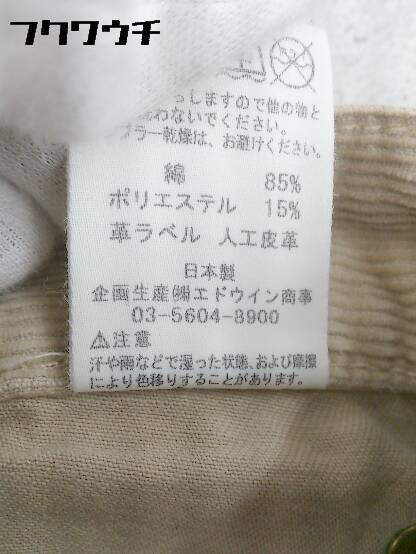 フクワウチ
しますので他の物と
わないでください。
ラー乾燥は、お避けください。
綿 85%
ポリエステル 15%
革ラベル 人工皮革
日本製
企画生産㈱エドウイン商事
03-5604-8900
⚠注意
汗や雨などで湿った状態、および摩擦
により色移りすることがあります。